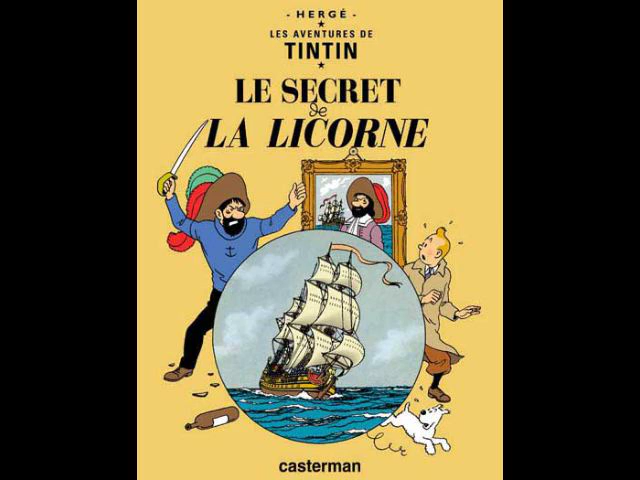 - HERGÉ -
LES AVENTURES DE
TINTIN
LE SECRET
de
LA LICORNE
casterman